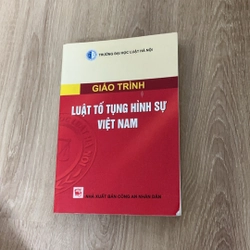 TRƯỜNG ĐẠI HỌC LUẬT HÀ NỘI
GIÁO TRÌNH
LUẬT TỐ TỤNG HÌNH SỰ
VIỆT NAM
NHÀ XUẤT BẢN CÔNG AN NHÂN DÂN